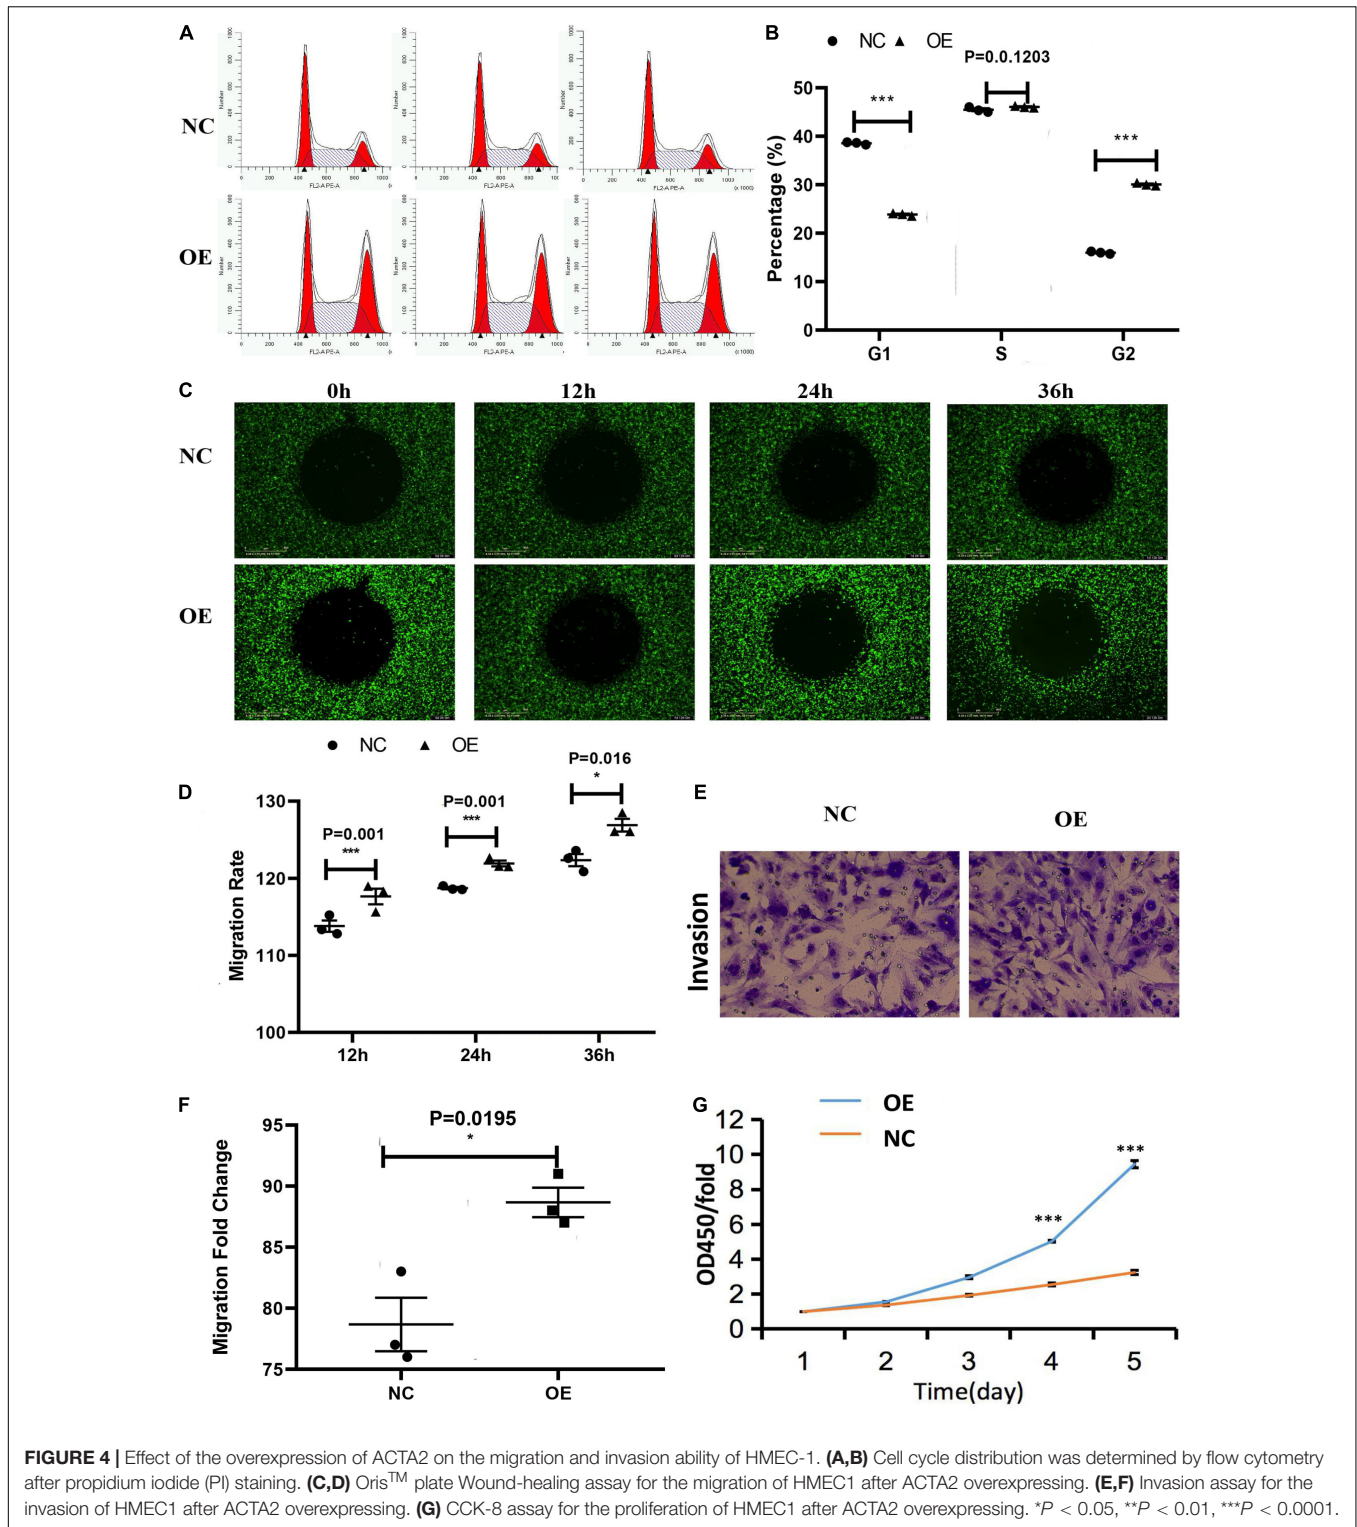 A
NC
OE
Number
FL2-A PE-A
(x 1000)
B
NC OE
P=0.0.1203
***
***
Percentage (%)
50
40
30
20
10
0
G1 S G2
C
0h 12h 24h 36h
NC
OE
NC OE
D
P=0.001
***
P=0.001
***
P=0.016
*
Migration Rate
130
120
110
100
12h 24h 36h
E
NC OE
Invasion
F
P=0.0195
*
Migration Fold Change
95
90
85
80
75
NC OE
G
OE
NC
***
***
OD450/fold
12
10
8
6
4
2
0
1 2 3 4 5
Time(day)
FIGURE 4 | Effect of the overexpression of ACTA2 on the migration and invasion ability of HMEC-1. (A,B) Cell cycle distribution was determined by flow cytometry
after propidium iodide (PI) staining. (C,D) Oris™ plate Wound-healing assay for the migration of HMEC1 after ACTA2 overexpressing. (E,F) Invasion assay for the
invasion of HMEC1 after ACTA2 overexpressing. (G) CCK-8 assay for the proliferation of HMEC1 after ACTA2 overexpressing. *P < 0.05, **P < 0.01, ***P < 0.0001.